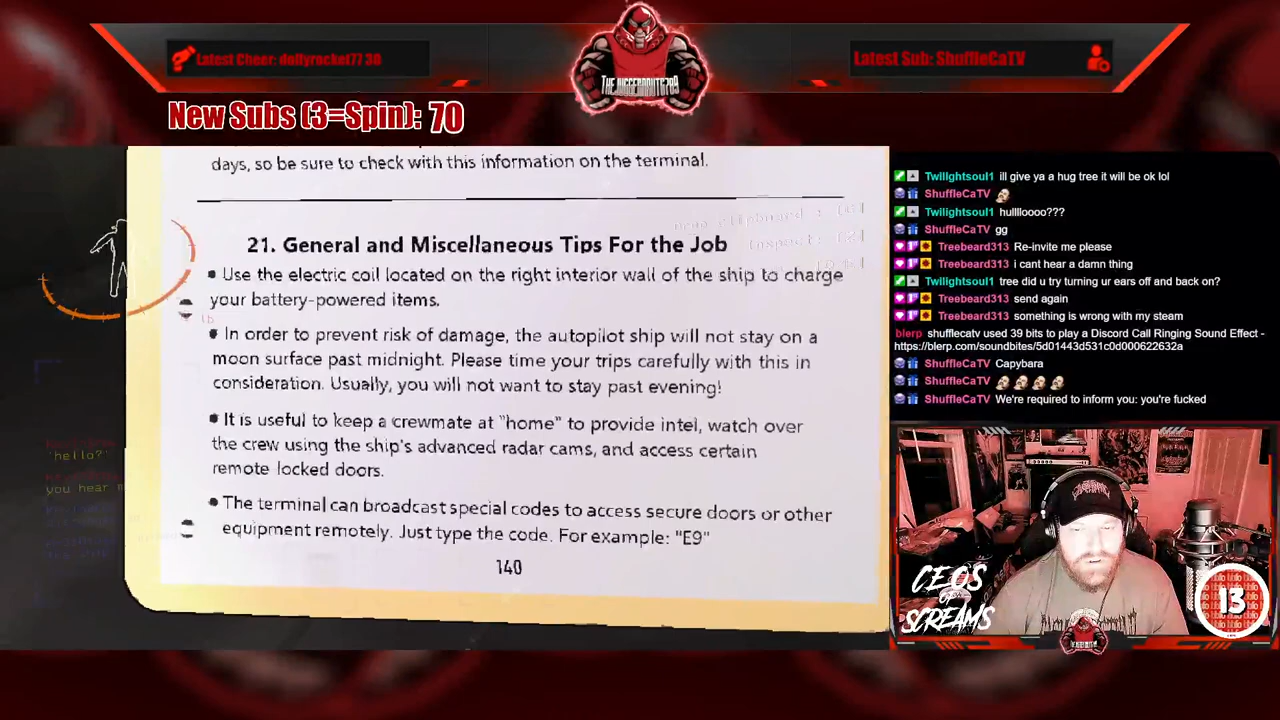 Latest Cheer: dollyrocket77 30
THEJUGGERNAUT6789
Latest Sub: ShuffleCaTV
New Subs (3=Spin): 70
days, so be sure to check with this information on the terminal.
21. General and Miscellaneous Tips For the Job
• Use the electric coil located on the right interior wall of the ship to charge
your battery-powered items.
• In order to prevent risk of damage, the autopilot ship will not stay on a
moon surface past midnight. Please time your trips carefully with this in
consideration. Usually, you will not want to stay past evening!
• It is useful to keep a crewmate at "home" to provide intel, watch over
the crew using the ship's advanced radar cams, and access certain
remote locked doors.
• The terminal can broadcast special codes to access secure doors or other
equipment remotely. Just type the code. For example: "E9"
140
lb
'hello?'
you hear m
Twilightsoul1 ill give ya a hug tree it will be ok lol
ShuffleCaTV
Twilightsoul1 hulllloooo???
ShuffleCaTV gg
Treebeard313 Re-invite me please
Treebeard313 i cant hear a damn thing
Twilightsoul1 tree did u try turning ur ears off and back on?
Treebeard313 send again
Treebeard313 something is wrong with my steam
blerp shufflecatv used 39 bits to play a Discord Call Ringing Sound Effect -
https://blerp.com/soundbites/5d01443d531c0d000622632a
ShuffleCaTV Capybara
ShuffleCaTV
ShuffleCaTV We're required to inform you: you're fucked
CEOS
OF
SCREAMS
13